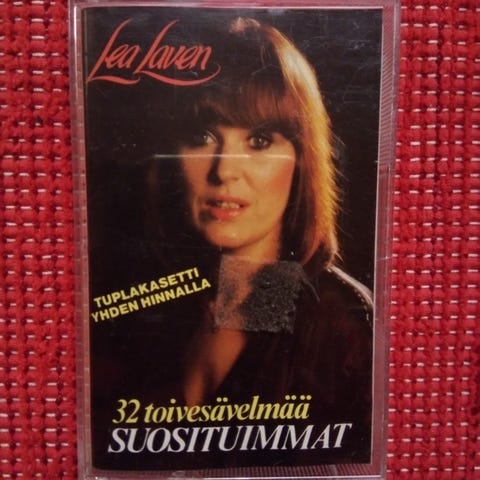 Lea Laven
TUPLAKASETTI
YHDEN HINNALLA
32 toivesävelmää
SUOSITUIMMAT